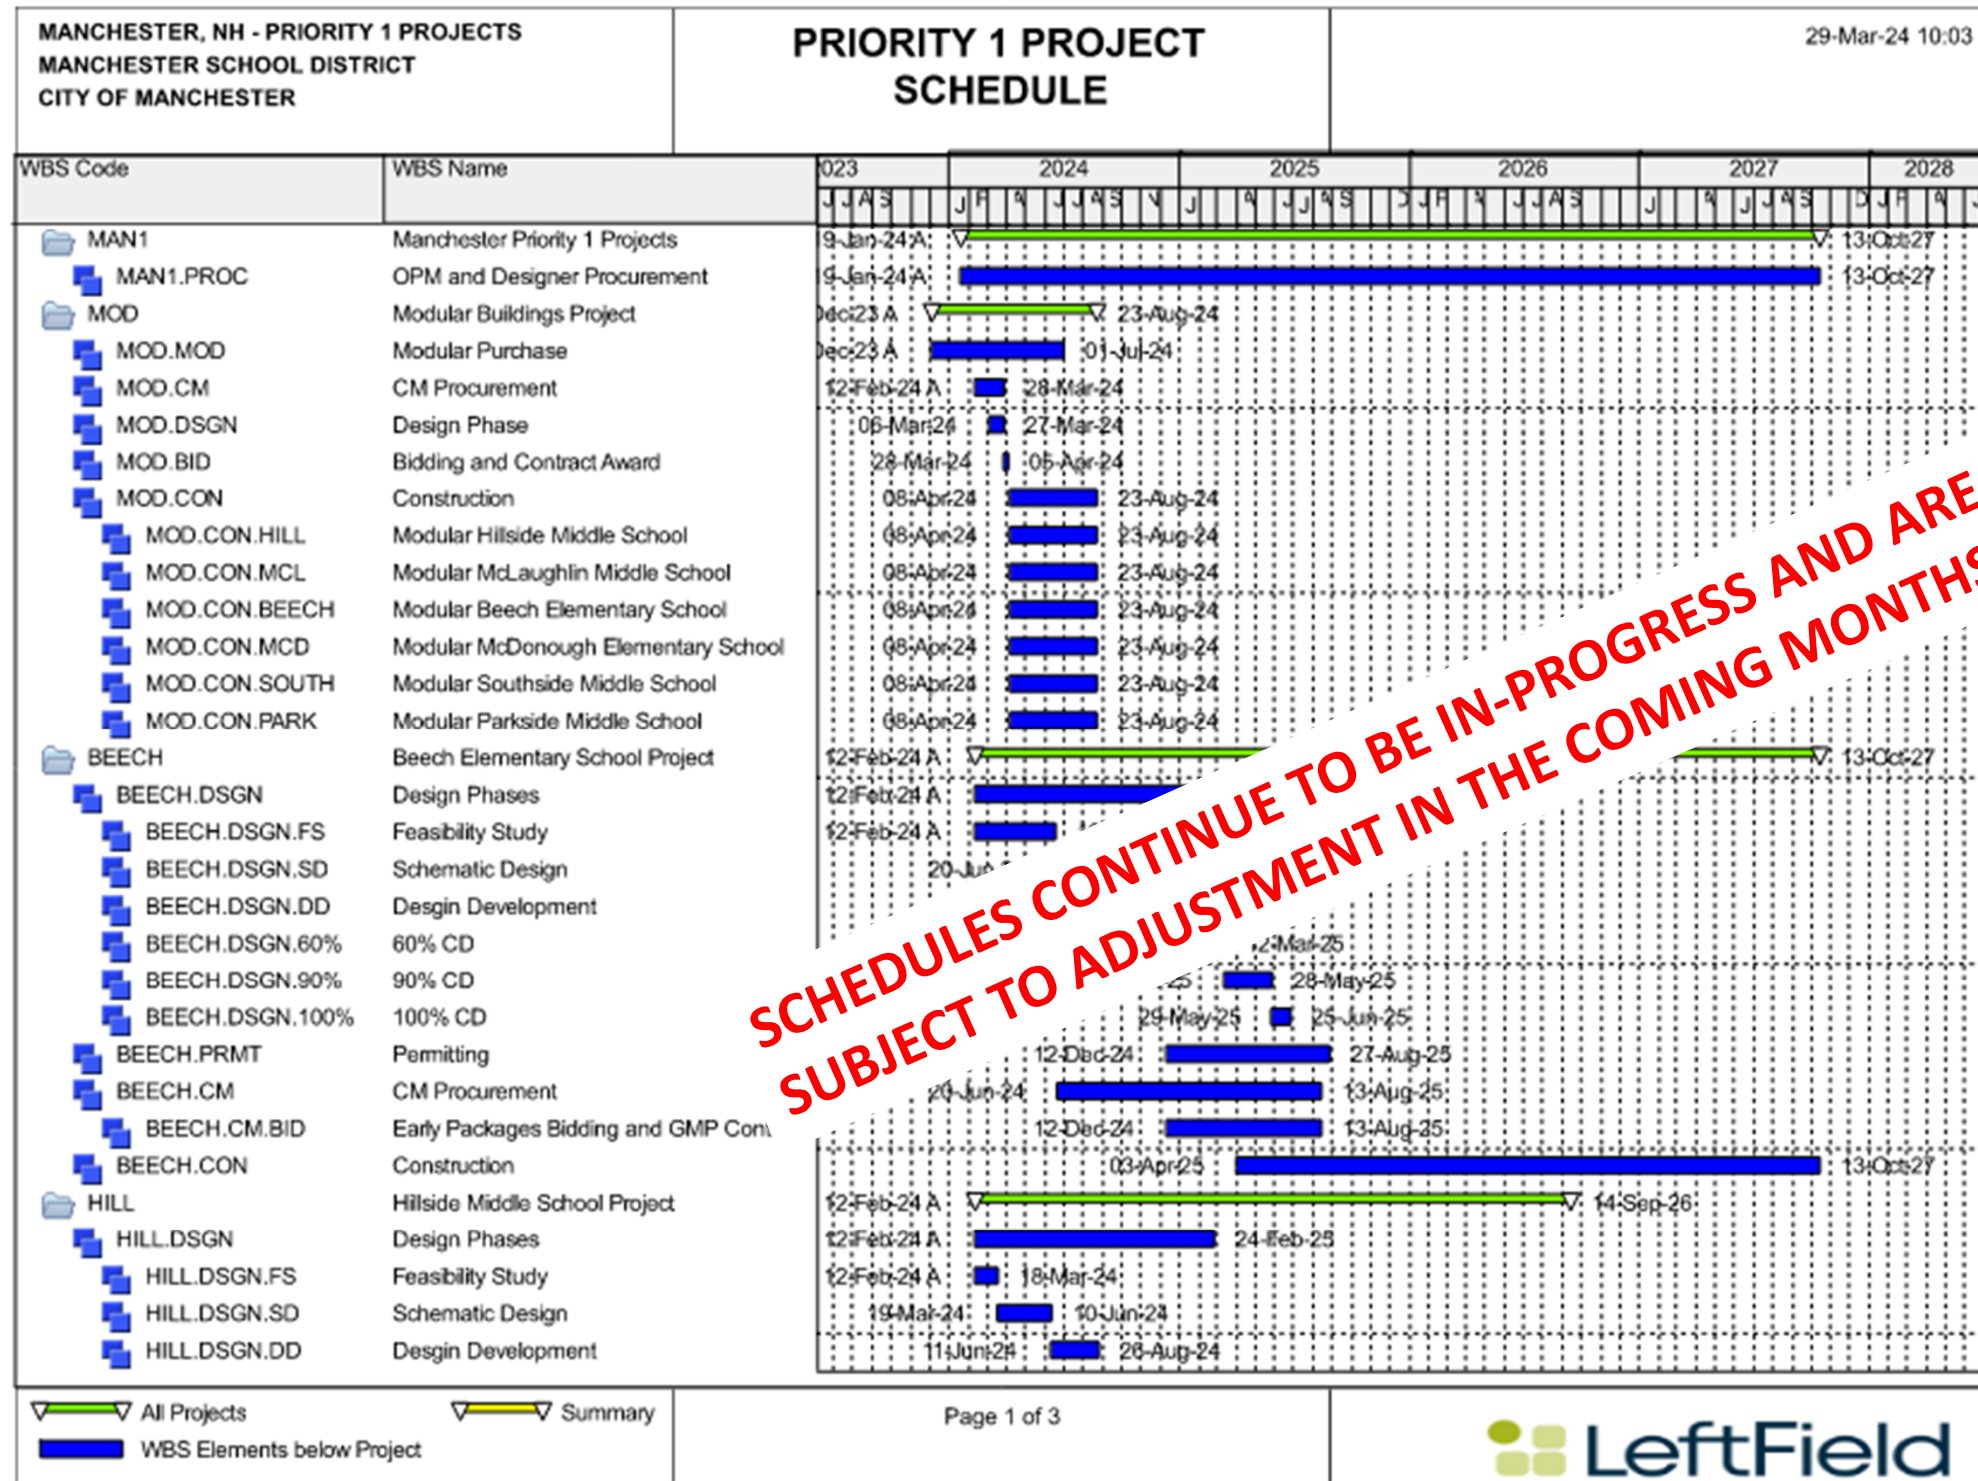 MANCHESTER, NH - PRIORITY 1 PROJECTS
MANCHESTER SCHOOL DISTRICT
CITY OF MANCHESTER
PRIORITY 1 PROJECT
SCHEDULE
29-Mar-24 10:03
WBS Code WBS Name 023 2024 2025 2026 2027 2028
MAN1 Manchester Priority 1 Projects 19-Jan-24 A 13-Oct-27
MAN1.PROC OPM and Designer Procurement 19-Jan-24 A 13-Oct-27
MOD Modular Buildings Project Dec-23 A 23-Aug-24
MOD.MOD Modular Purchase Dec-23 A 01-Jul-24
MOD.CM CM Procurement 12-Feb-24 A 28-Mar-24
MOD.DSGN Design Phase 06-Mar-24 27-Mar-24
MOD.BID Bidding and Contract Award 28-Mar-24 05-Apr-24
MOD.CON Construction 08-Apr-24 23-Aug-24
MOD.CON.HILL Modular Hillside Middle School 08-Apr-24 23-Aug-24
MOD.CON.MCL Modular McLaughlin Middle School 08-Apr-24 23-Aug-24
MOD.CON.BEECH Modular Beech Elementary School 08-Apr-24 23-Aug-24
MOD.CON.MCD Modular McDonough Elementary School 08-Apr-24 23-Aug-24
MOD.CON.SOUTH Modular Southside Middle School 08-Apr-24 23-Aug-24
MOD.CON.PARK Modular Parkside Middle School 08-Apr-24 23-Aug-24
BEECH Beech Elementary School Project 12-Feb-24 A 13-Oct-27
BEECH.DSGN Design Phases 12-Feb-24 A
BEECH.DSGN.FS Feasibility Study 12-Feb-24 A
BEECH.DSGN.SD Schematic Design 20-Jun
BEECH.DSGN.DD Desgin Development
BEECH.DSGN.60% 60% CD 2-Mar-25
BEECH.DSGN.90% 90% CD 25 28-May-25
BEECH.DSGN.100% 100% CD 29-May-25 25-Jun-25
BEECH.PRMT Permitting 12-Dec-24 27-Aug-25
BEECH.CM CM Procurement 20-Jun-24 13-Aug-25
BEECH.CM.BID Early Packages Bidding and GMP Con 12-Dec-24 13-Aug-25
BEECH.CON Construction 03-Apr-25 13-Oct-27
HILL Hillside Middle School Project 12-Feb-24 A 14-Sep-26
HILL.DSGN Design Phases 12-Feb-24 A 24-Feb-25
HILL.DSGN.FS Feasibility Study 12-Feb-24 A 18-Mar-24
HILL.DSGN.SD Schematic Design 19-Mar-24 10-Jun-24
HILL.DSGN.DD Desgin Development 11-Jun-24 26-Aug-24
SCHEDULES CONTINUE TO BE IN-PROGRESS AND ARE
SUBJECT TO ADJUSTMENT IN THE COMING MONTHS
All Projects Summary
WBS Elements below Project
Page 1 of 3
LeftField